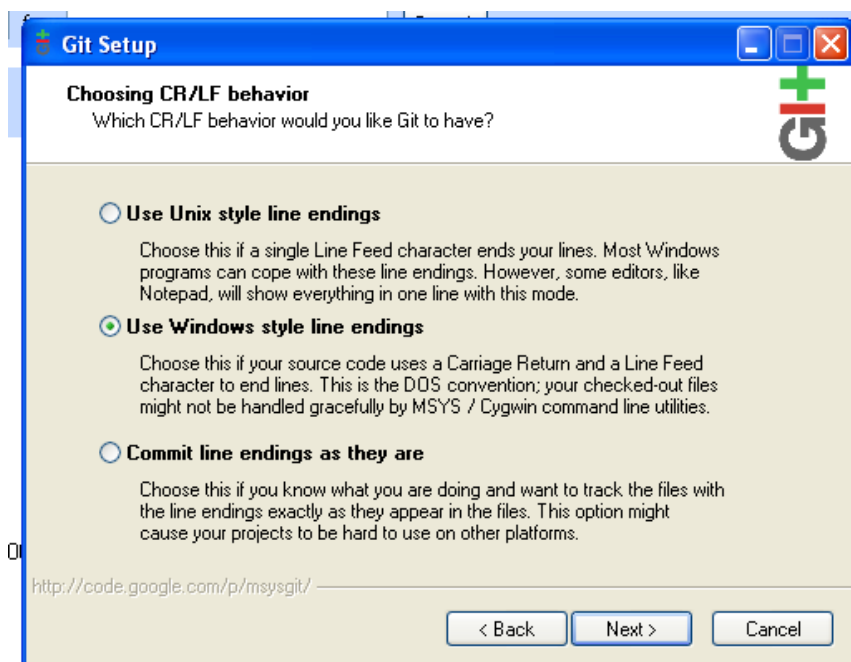 Git Setup
Choosing CR/LF behavior
Which CR/LF behavior would you like Git to have?
GIT
Use Unix style line endings
Choose this if a single Line Feed character ends your lines. Most Windows
programs can cope with these line endings. However, some editors, like
Notepad, will show everything in one line with this mode.
Use Windows style line endings
Choose this if your source code uses a Carriage Return and a Line Feed
character to end lines. This is the DOS convention; your checked-out files
might not be handled gracefully by MSYS / Cygwin command line utilities.
Commit line endings as they are
Choose this if you know what you are doing and want to track the files with
the line endings exactly as they appear in the files. This option might
cause your projects to be hard to use on other platforms.
http://code.google.com/p/msysgit/
< Back Next > Cancel